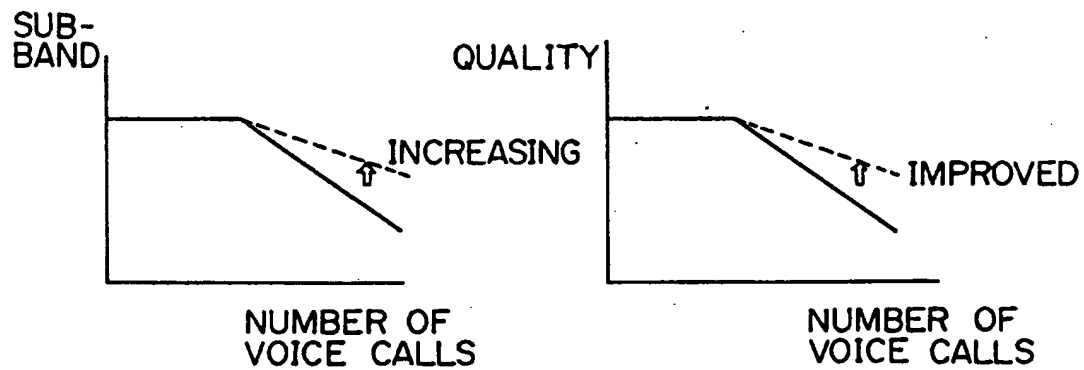 SUB-
BAND
INCREASING
NUMBER OF
VOICE CALLS
QUALITY
IMPROVED
NUMBER OF
VOICE CALLS